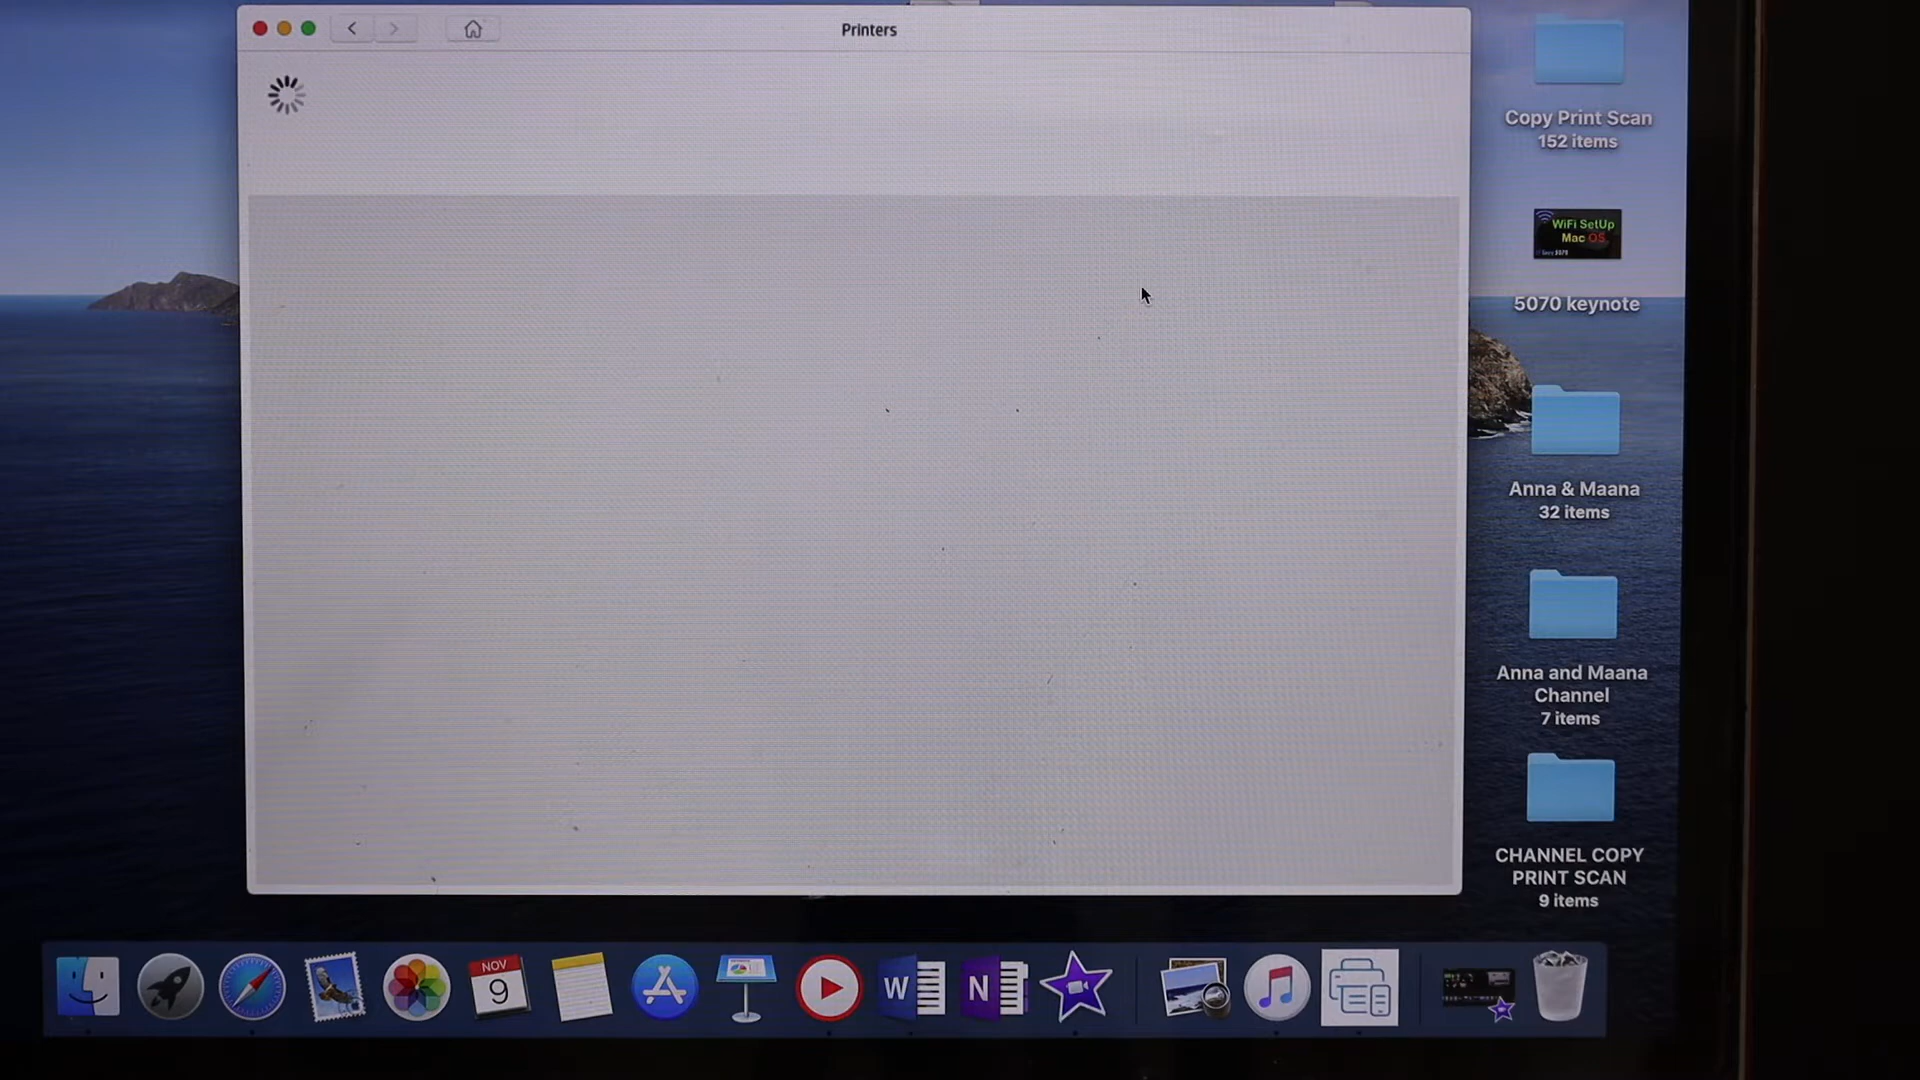 Printers
Copy Print Scan
152 items
WiFi SetUp
Mac OS
5070 keynote
Anna & Maana
32 items
Anna and Maana
Channel
7 items
CHANNEL COPY
PRINT SCAN
9 items
NOV
9
W
N